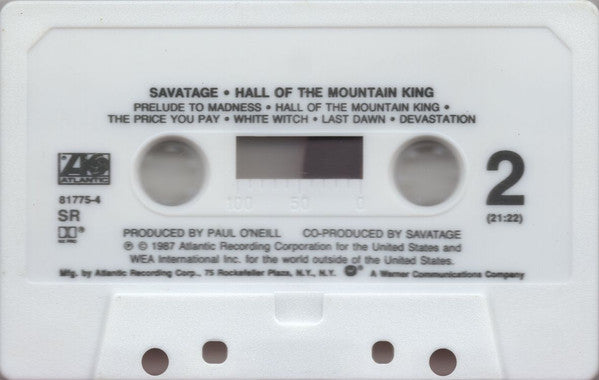 SAVATAGE • HALL OF THE MOUNTAIN KING
PRELUDE TO MADNESS • HALL OF THE MOUNTAIN KING •
THE PRICE YOU PAY • WHITE WITCH • LAST DAWN • DEVASTATION
ATLANTIC
81775-4
SR
100 50 0
2
(21:22)
PRODUCED BY PAUL O'NEILL CO-PRODUCED BY SAVATAGE
℗ © 1987 Atlantic Recording Corporation for the United States and
WEA International Inc. for the world outside of the United States.
Mfg. by Atlantic Recording Corp., 75 Rockefeller Plaza, N.Y., N.Y. A Warner Communications Company